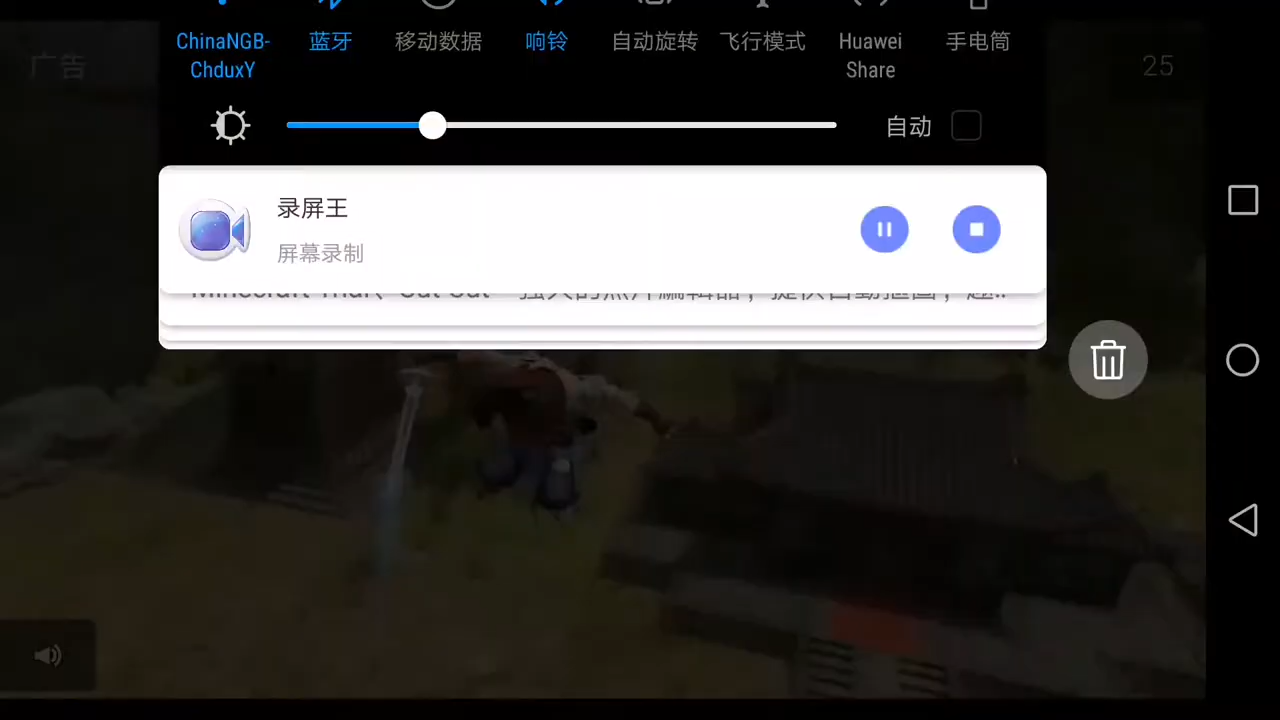 ChinaNGB-
ChduxY
蓝牙
移动数据
响铃
自动旋转
飞行模式
Huawei
Share
手电筒
广告
25
自动
录屏王
屏幕录制